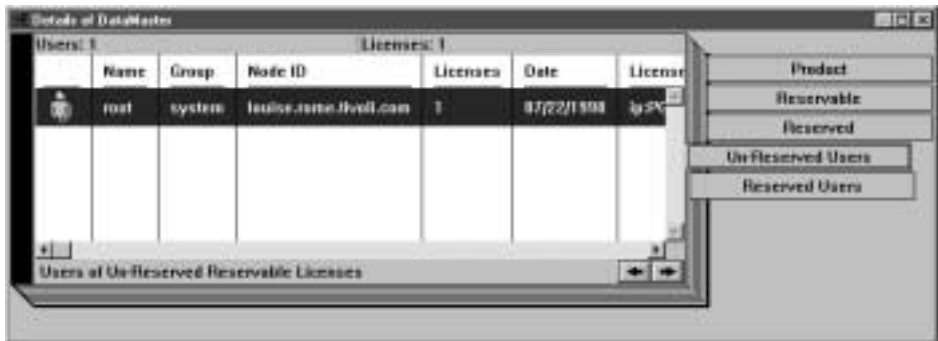 Details of DataMaster
Users: 1 Licenses: 1
Name Group Node ID Licenses Date License
root system louise.rome.tivoli.com 1 07/22/1998 ip:
Product
Reservable
Reserved
Un-Reserved Users
Reserved Users
Users of Un-Reserved Reservable Licenses